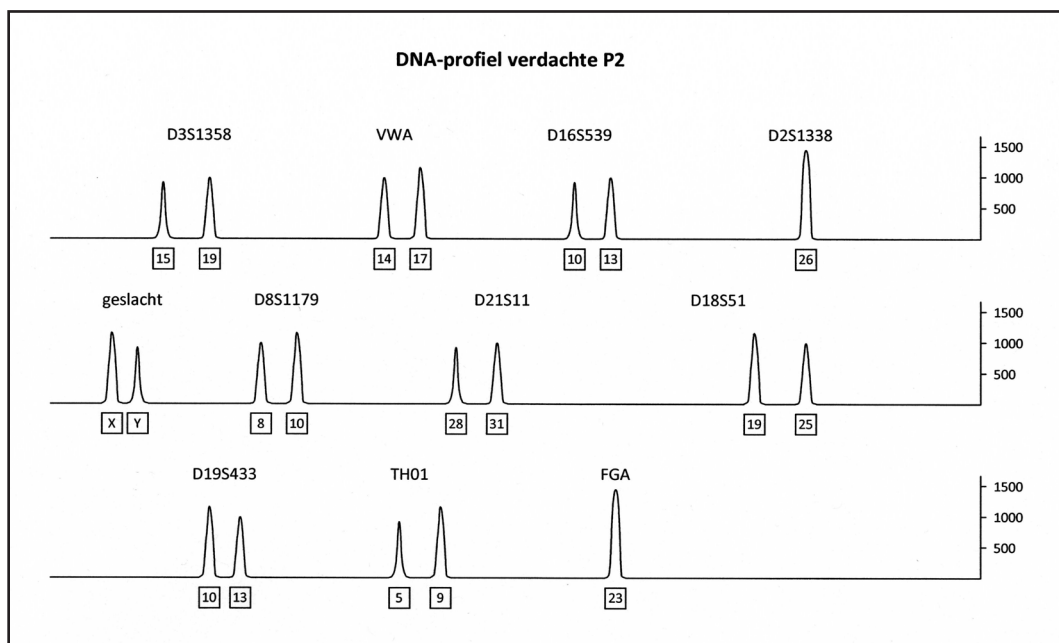 DNA-profiel verdachte P2
D3S1358 VWA D16S539 D2S1338
1500
1000
500
15 19 14 17 10 13 26
geslacht D8S1179 D21S11 D18S51
1500
1000
500
X Y 8 10 28 31 19 25
D19S433 TH01 FGA
1500
1000
500
10 13 5 9 23